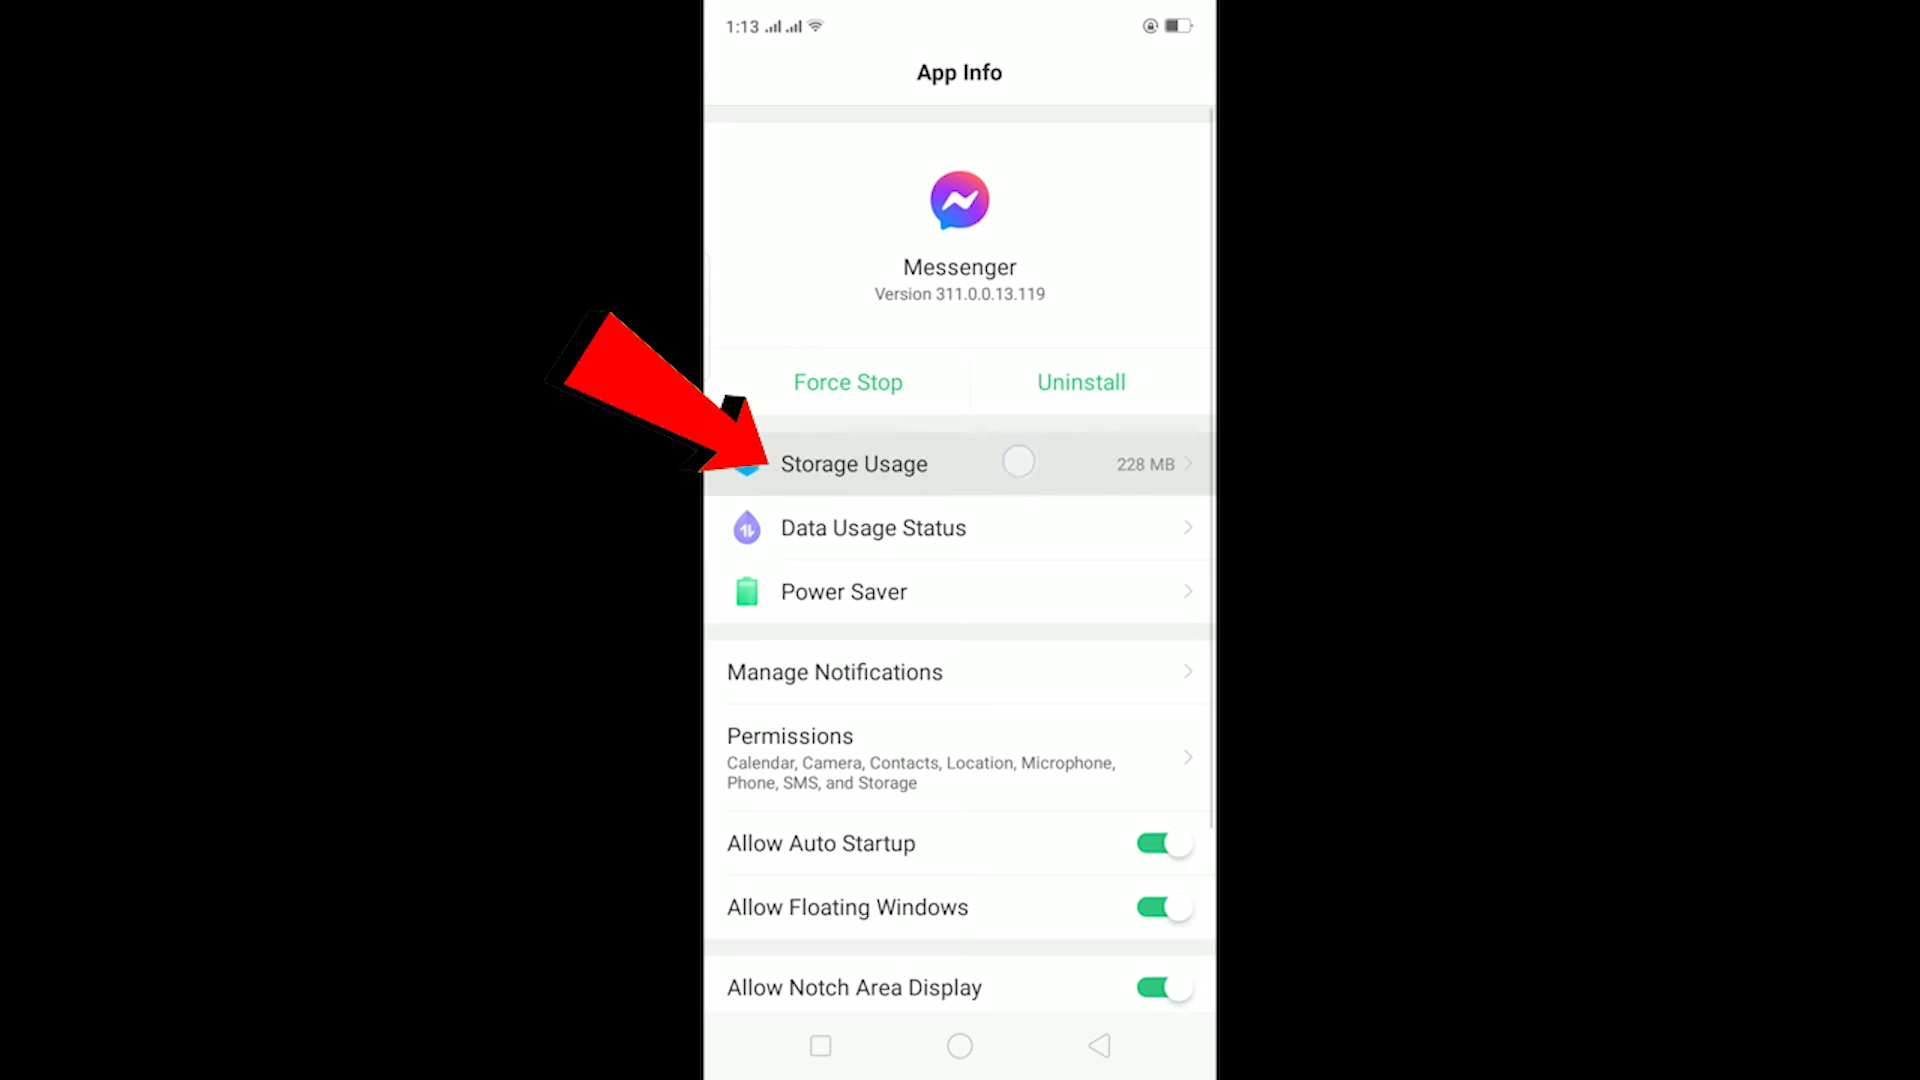 1:13
App Info
Messenger
Version 311.0.0.13.119
Force Stop
Uninstall
Storage Usage
228 MB
Data Usage Status
Power Saver
Manage Notifications
Permissions
Calendar, Camera, Contacts, Location, Microphone,
Phone, SMS, and Storage
Allow Auto Startup
Allow Floating Windows
Allow Notch Area Display